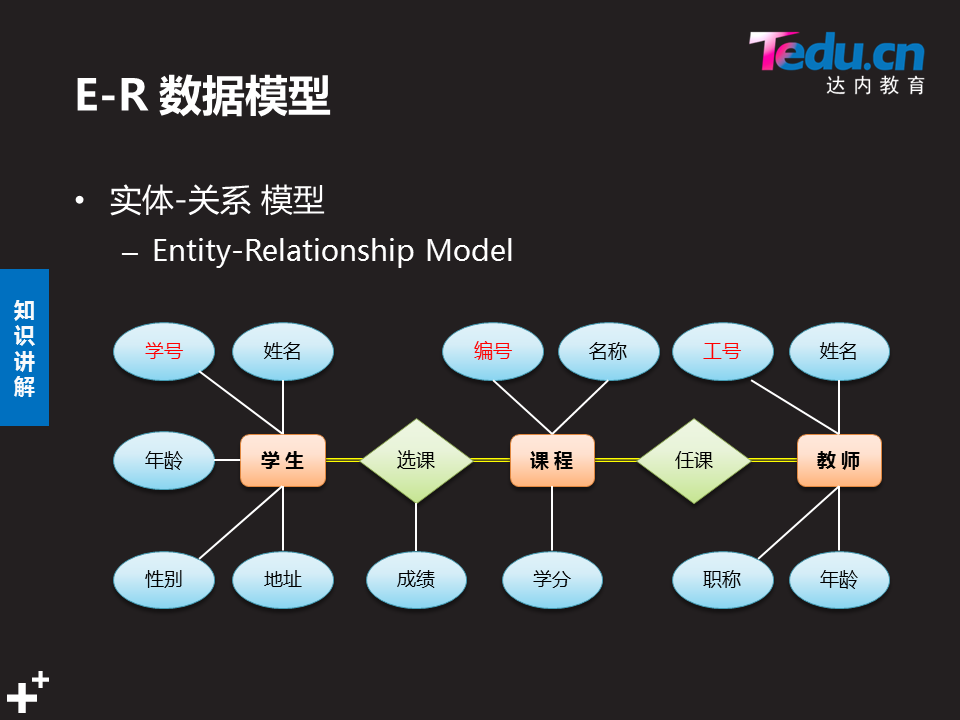 Tedu.cn
达内教育
E-R 数据模型
• 实体-关系 模型
– Entity-Relationship Model
知识讲解
学号 姓名 编号 名称 工号 姓名
年龄 学生 选课 课程 任课 教师
性别 地址 成绩 学分 职称 年龄